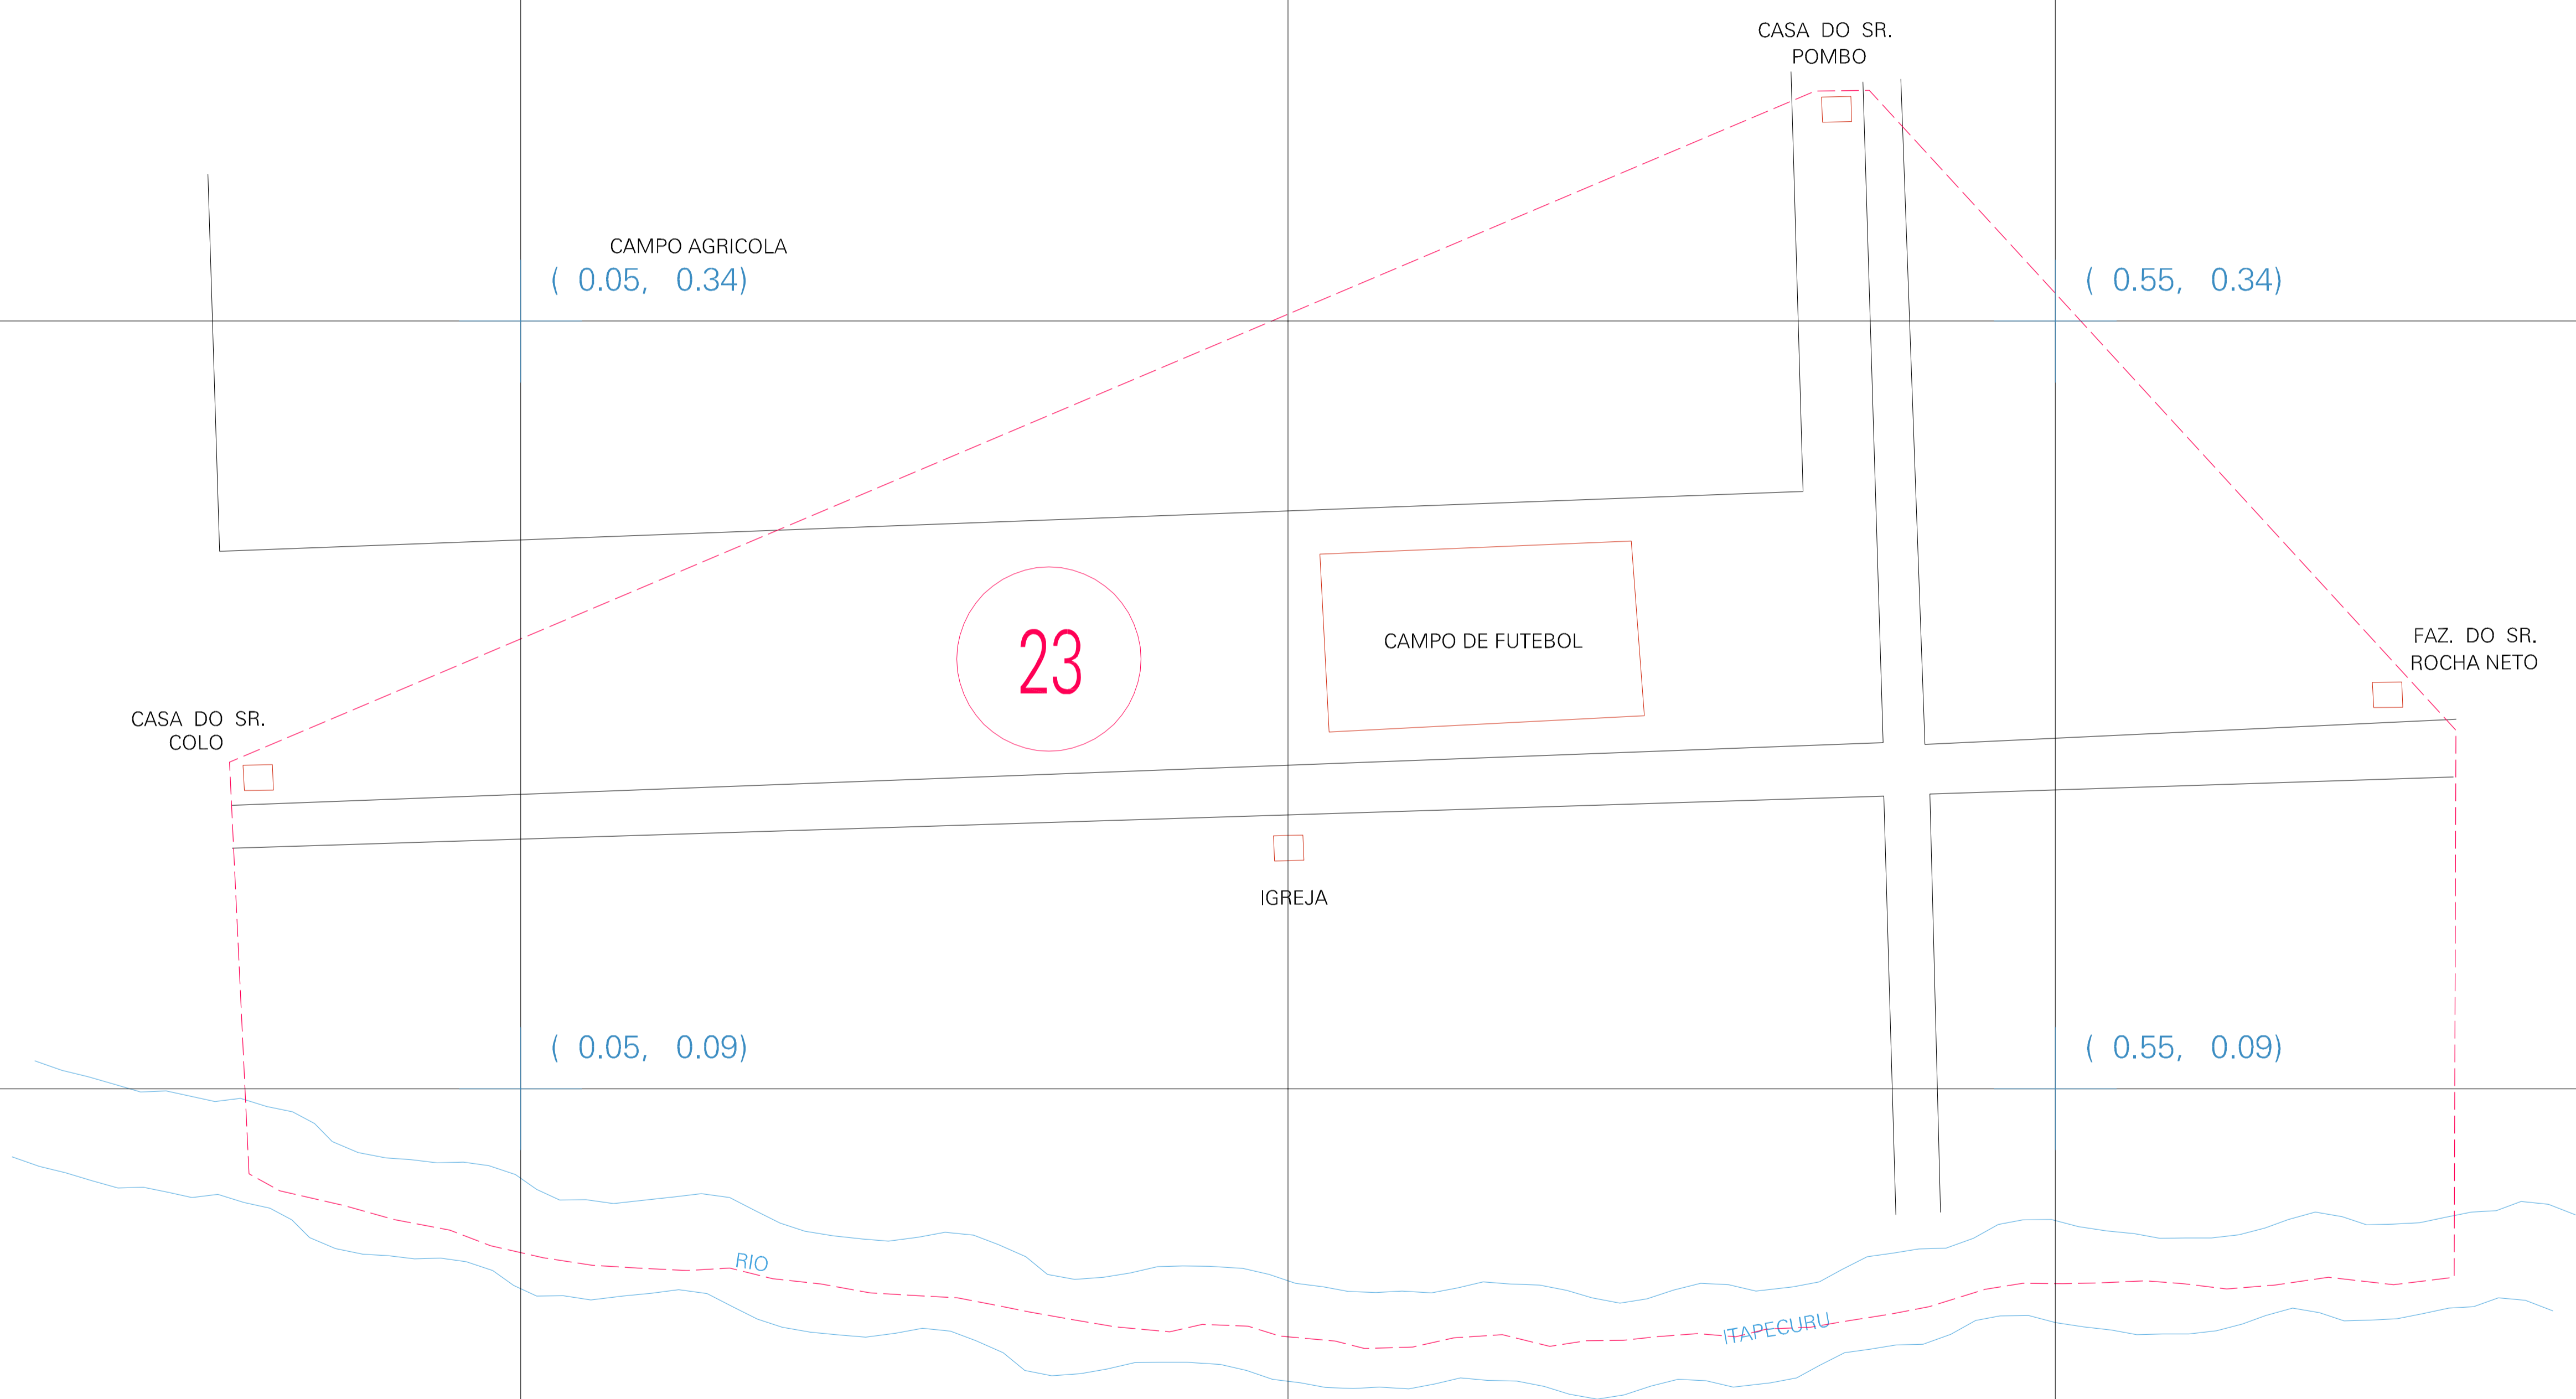 CASA DO SR.
POMBO
CAMPO AGRICOLA
( 0.05, 0.34)
( 0.55, 0.34)
FAZ. DO SR.
ROCHA NETO
CAMPO DE FUTEBOL
23
CASA DO SR.
COLO
IGREJA
( 0.05, 0.09)
( 0.55, 0.09)
RIO
ITAPECURU